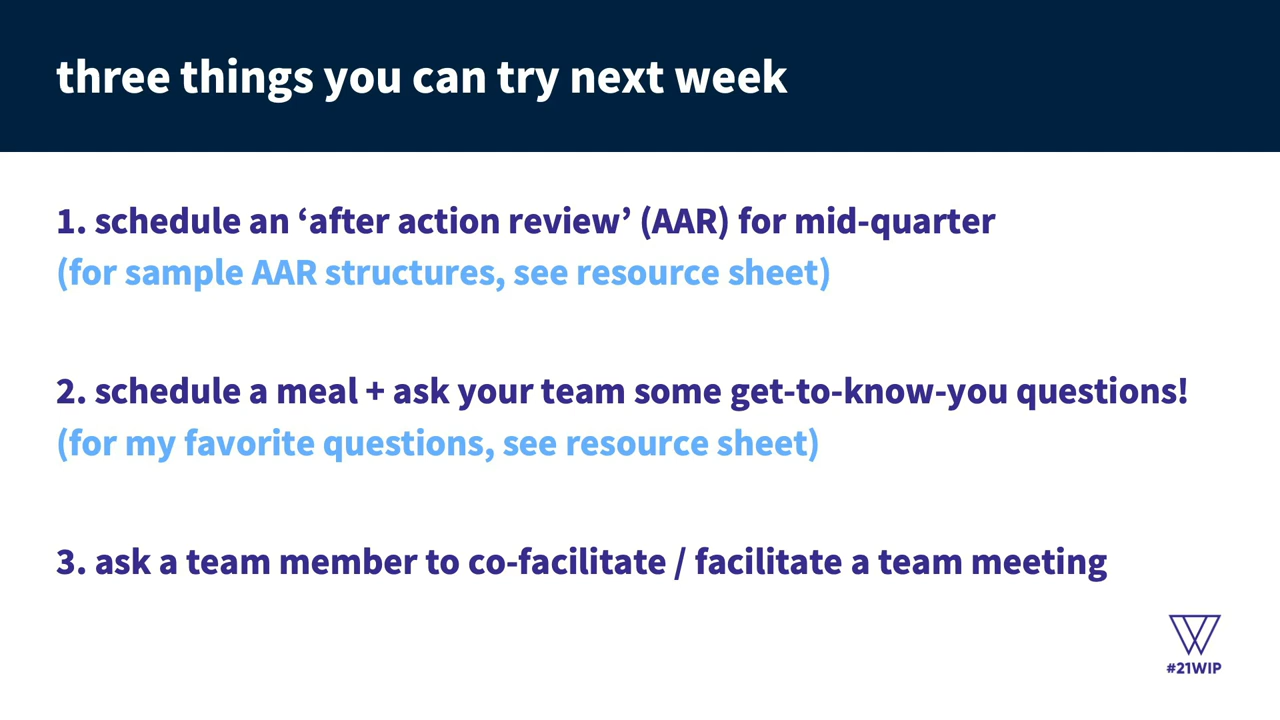 three things you can try next week
1. schedule an ‘after action review’ (AAR) for mid-quarter
(for sample AAR structures, see resource sheet)
2. schedule a meal + ask your team some get-to-know-you questions!
(for my favorite questions, see resource sheet)
3. ask a team member to co-facilitate / facilitate a team meeting
#21WIP